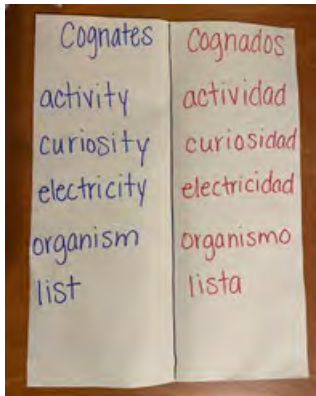 Cognates Cognados
activity actividad
curiosity curiosidad
electricity electricidad
organism organismo
list lista